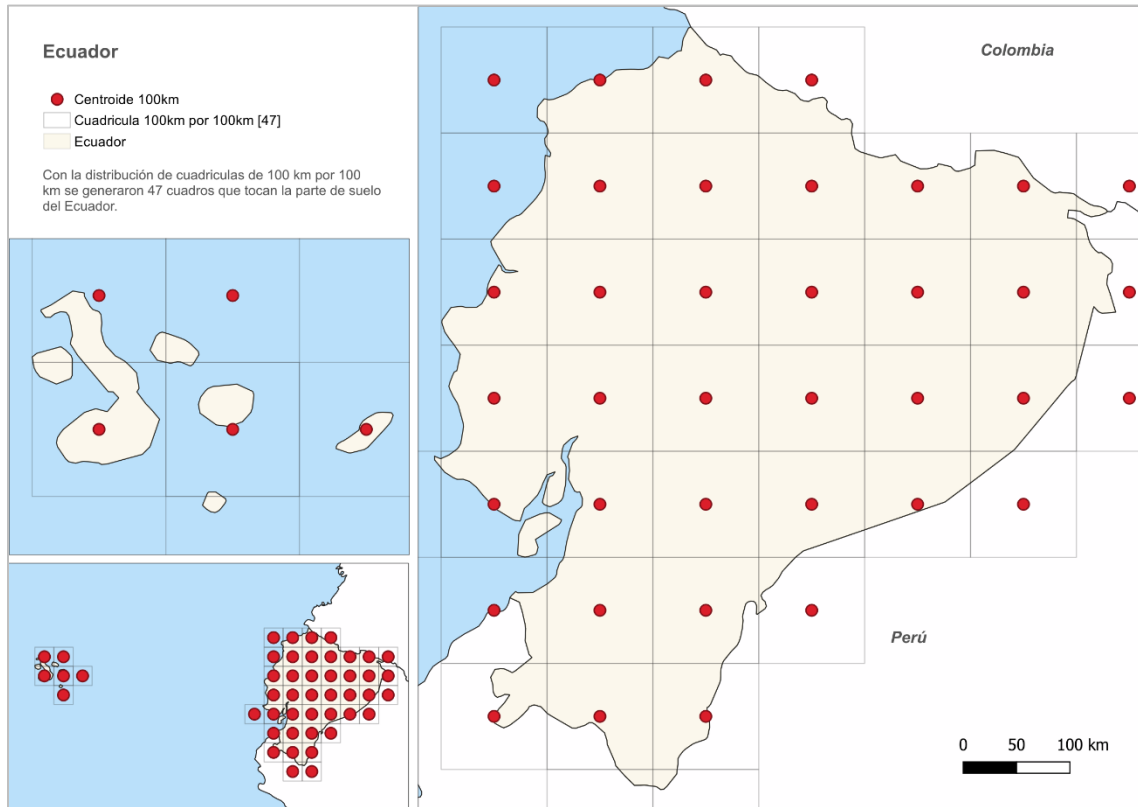 Ecuador
Centroide 100km
Cuadricula 100km por 100km [47]
Ecuador
Con la distribución de cuadriculas de 100 km por 100
km se generaron 47 cuadros que tocan la parte de suelo
del Ecuador.
Colombia
Perú
0 50 100 km